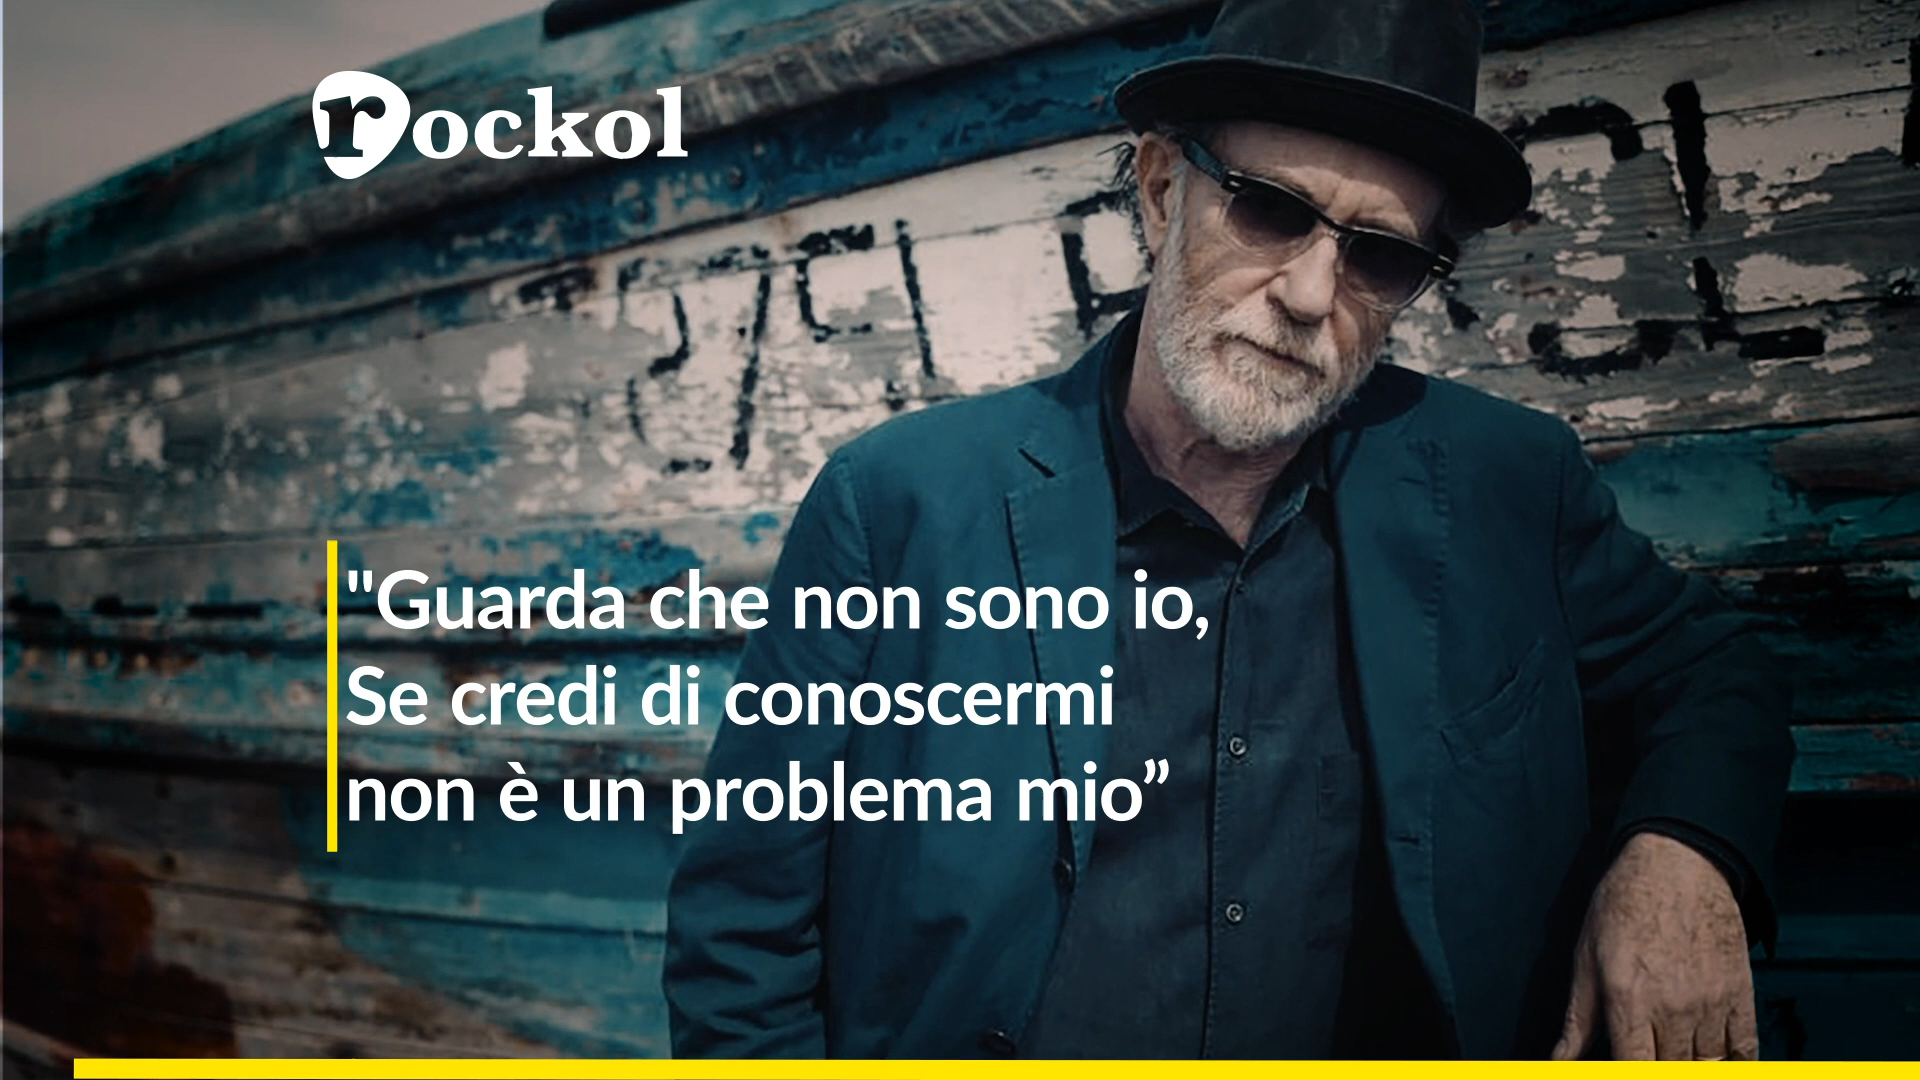 rockol
"Guarda che non sono io,
Se credi di conoscermi
non è un problema mio”